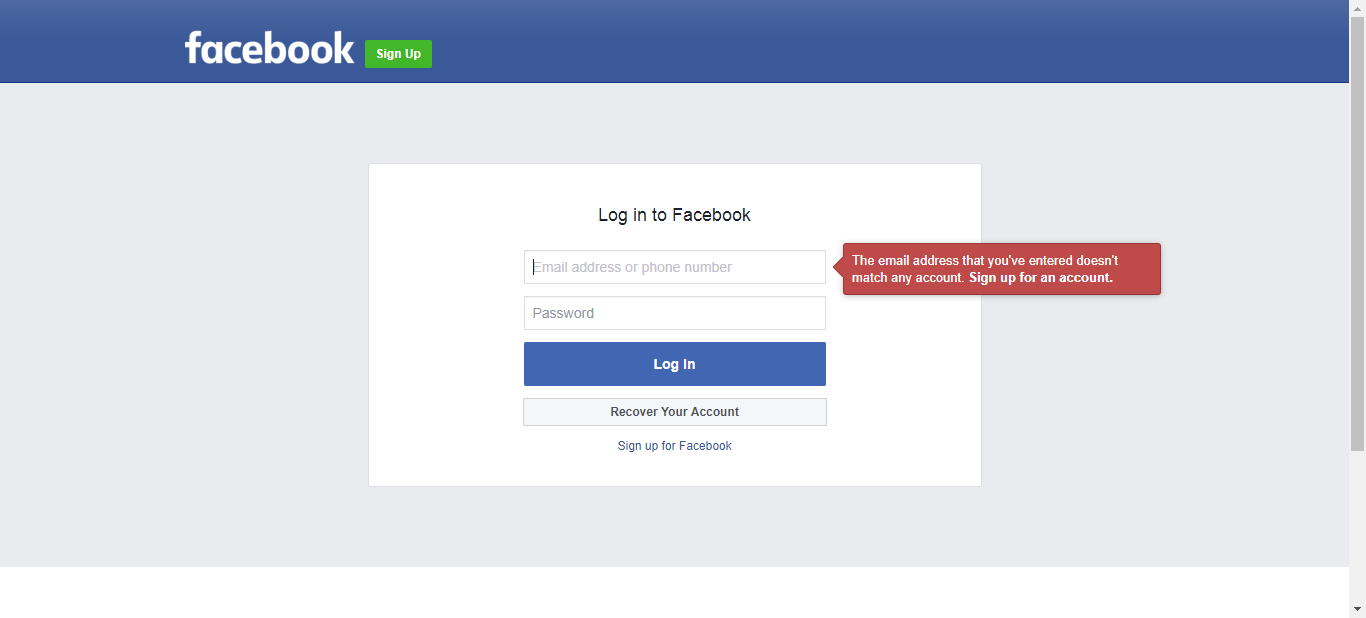 facebook
Sign Up
Log in to Facebook
Email address or phone number
The email address that you've entered doesn't
match any account. Sign up for an account.
Password
Log In
Recover Your Account
Sign up for Facebook